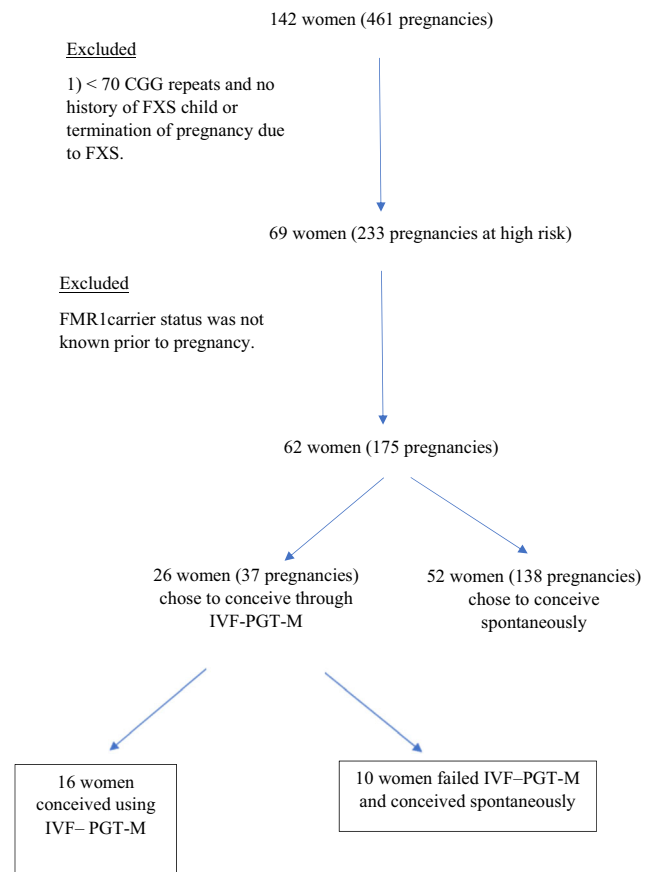 142 women (461 pregnancies)
Excluded
1) < 70 CGG repeats and no
history of FXS child or
termination of pregnancy due
to FXS.
69 women (233 pregnancies at high risk)
Excluded
FMR1carrier status was not
known prior to pregnancy.
62 women (175 pregnancies)
26 women (37 pregnancies)
chose to conceive through
IVF-PGT-M
52 women (138 pregnancies)
chose to conceive
spontaneously
16 women
conceived using
IVF– PGT-M
10 women failed IVF–PGT-M
and conceived spontaneously